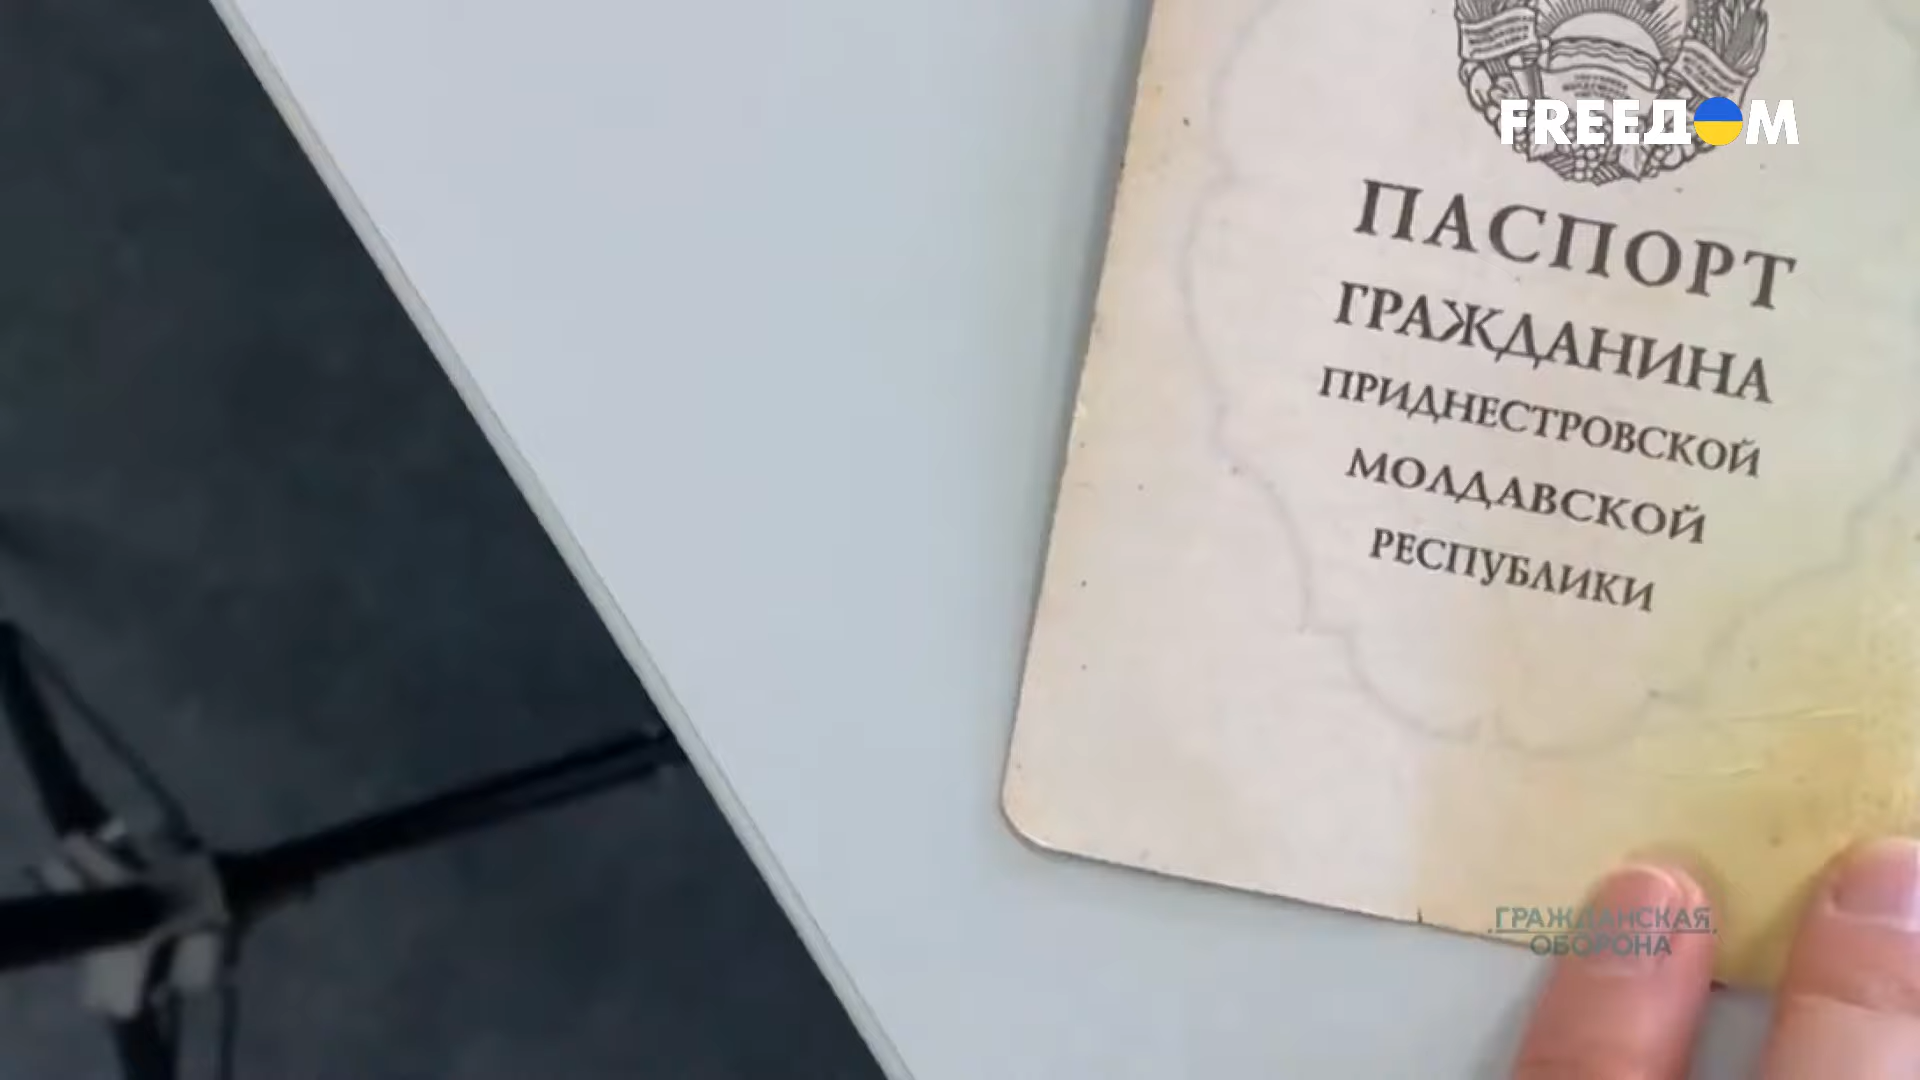 FREEДOM
ПАСПОРТ
ГРАЖДАНИНА
ПРИДНЕСТРОВСКОЙ
МОЛДАВСКОЙ
РЕСПУБЛИКИ
ГРАЖДАНСКАЯ
ОБОРОНА